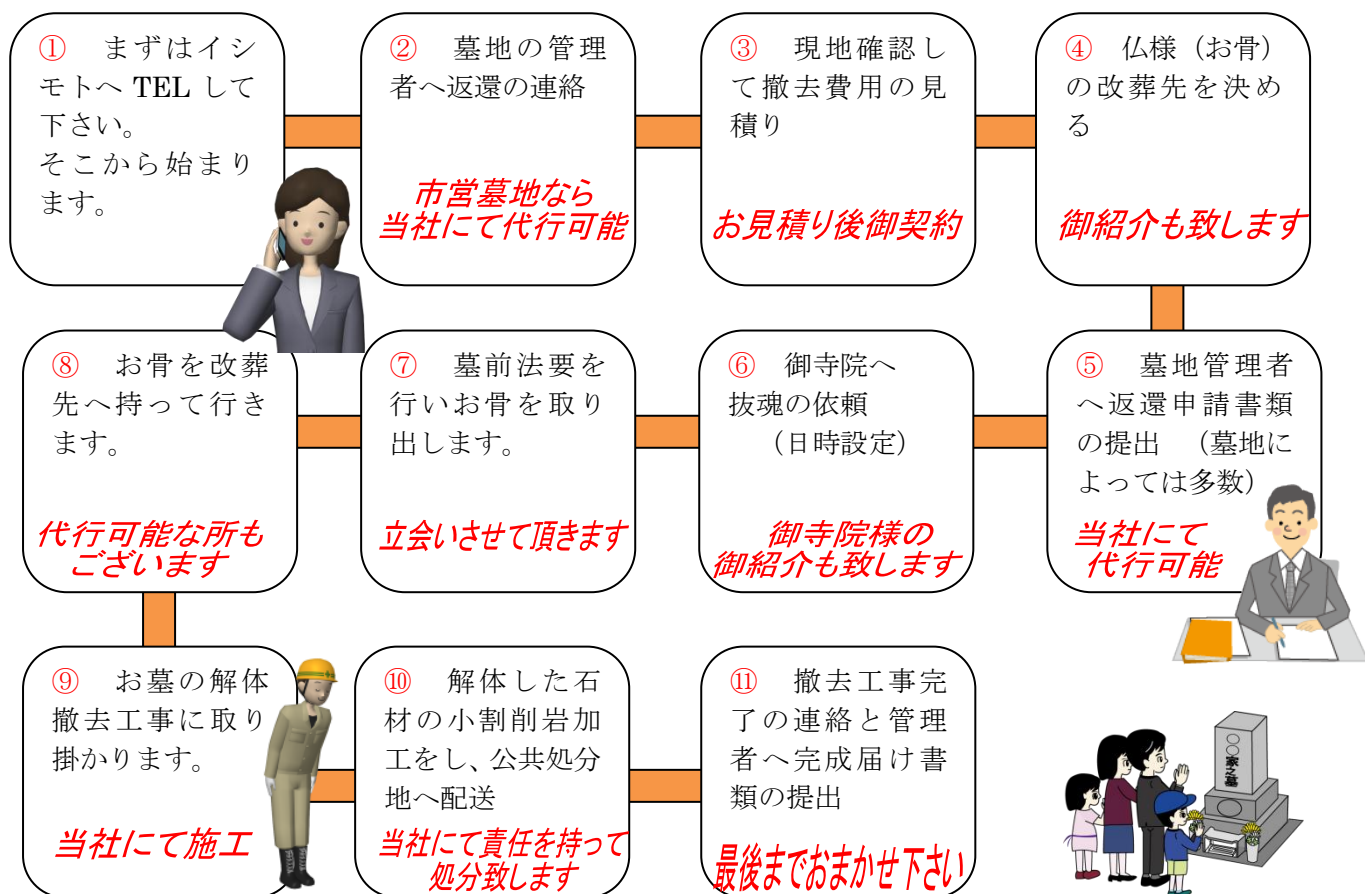 ① まずはイシ
モトへ TEL して
下さい。
そこから始まり
ます。
② 墓地の管理
者へ返還の連絡
市営墓地なら
当社にて代行可能
③ 現地確認し
て撤去費用の見
積り
お見積り後御契約
④ 仏様（お骨）
の改葬先を決め
る
御紹介も致します
⑤ 墓地管理者
へ返還申請書類
の提出 （墓地に
よっては多数）
当社にて
代行可能
⑥ 御寺院へ
抜魂の依頼
（日時設定）
御寺院様の
御紹介も致します
⑦ 墓前法要を
行いお骨を取り
出します。
立会いさせて頂きます
⑧ お骨を改葬
先へ持って行き
ます。
代行可能な所も
ございます
⑨ お墓の解体
撤去工事に取り
掛かります。
当社にて施工
⑩ 解体した石
材の小割削岩加
工をし、公共処分
地へ配送
当社にて責任を持って
処分致します
⑪ 撤去工事完
了の連絡と管理
者へ完成届け書
類の提出
最後までおまかせ下さい
〇〇家之墓